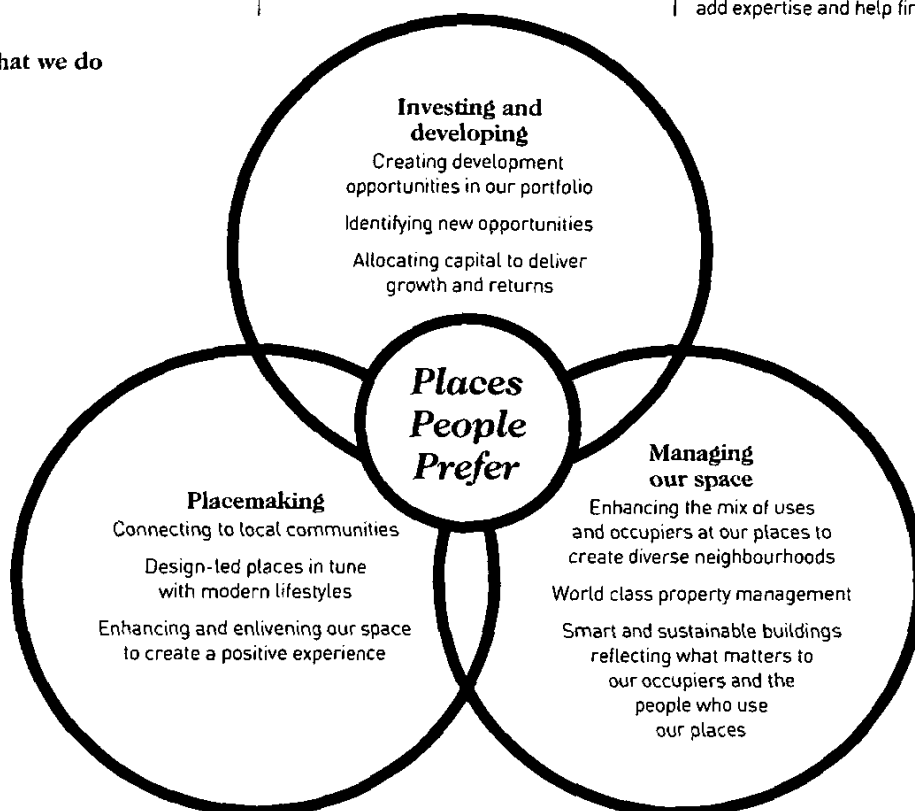 add expertise and help
hat we do
Investing and
developing
Creating development
opportunities in our portfolio
Identifying new opportunities
Allocating capital to deliver
growth and returns
Places
People
Prefer
Managing
our space
Enhancing the mix of uses
and occupiers at our places to
create diverse neighbourhoods
World class property management
Smart and sustainable buildings
reflecting what matters to
our occupiers and the
people who use
our places
Placemaking
Connecting to local communities
Design-led places in tune
with modern lifestyles
Enhancing and enlivening our space
to create a positive experience